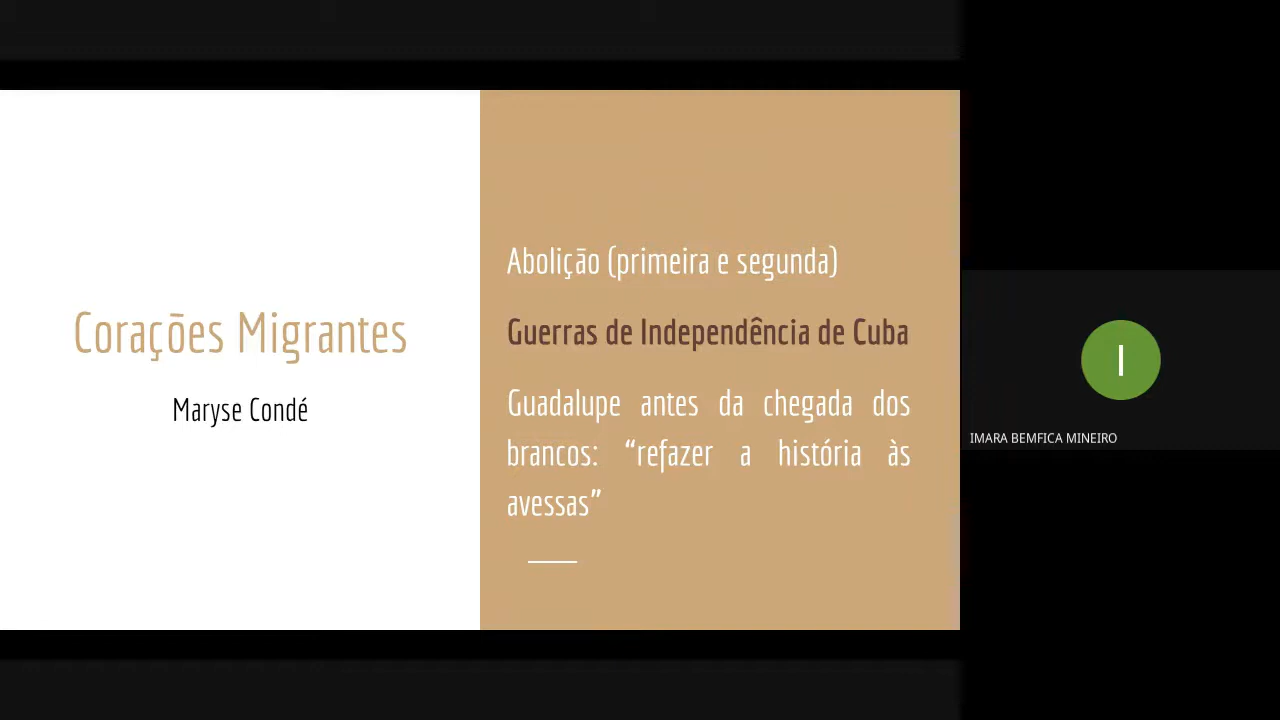 Corações Migrantes
Maryse Condé
Abolição (primeira e segunda)
Guerras de Independência de Cuba
Guadalupe antes da chegada dos
brancos: “refazer a história às
avessas”
I
IMARA BEMFICA MINEIRO